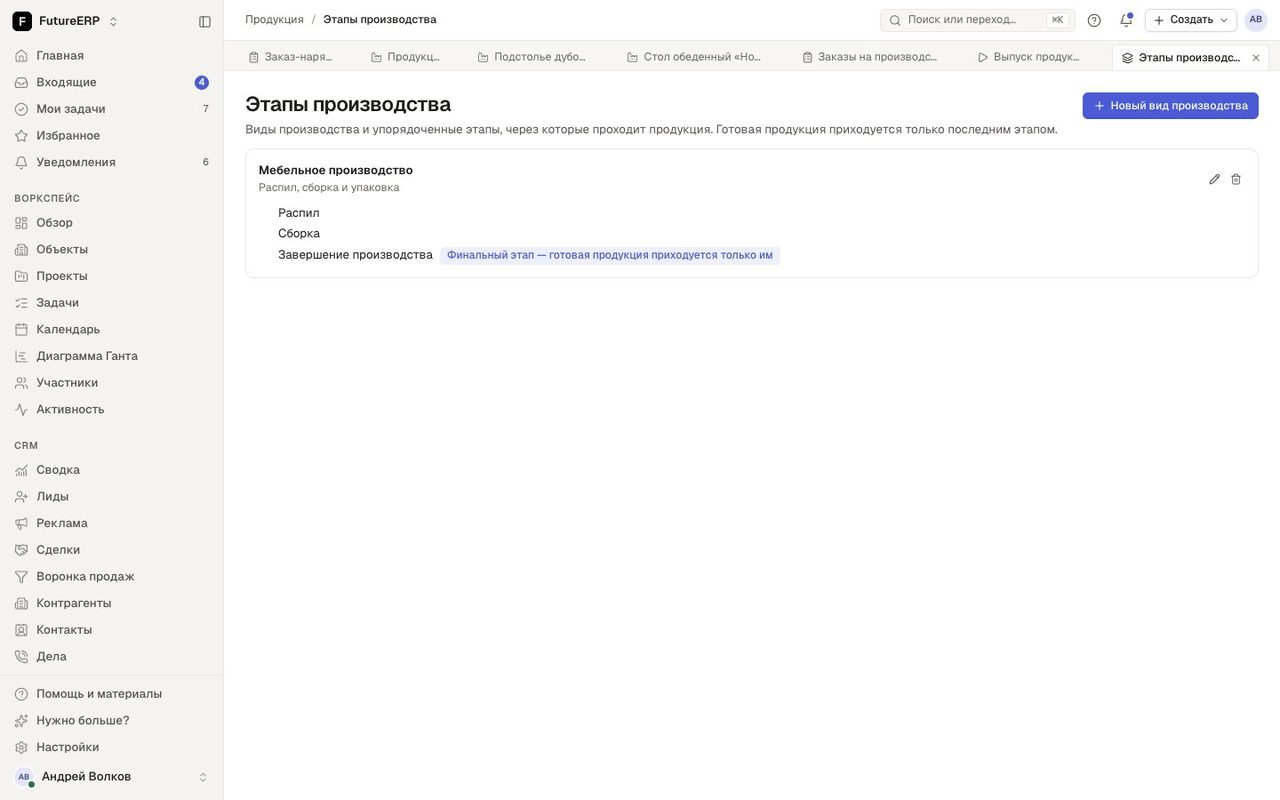 F FutureERP
Продукция / Этапы производства
Поиск или переход… ⌘K
Создать
АВ
Заказ-наря…
Продукц…
Подстолье дубо…
Стол обеденный «Но…
Заказы на производс…
Выпуск продук…
Этапы производс…
Главная
Входящие 4
Мои задачи 7
Избранное
Уведомления 6
ВОРКСПЕЙС
Обзор
Объекты
Проекты
Задачи
Календарь
Диаграмма Ганта
Участники
Активность
CRM
Сводка
Лиды
Реклама
Сделки
Воронка продаж
Контрагенты
Контакты
Дела
Помощь и материалы
Нужно больше?
Настройки
АВ Андрей Волков
Этапы производства
Новый вид производства
Виды производства и упорядоченные этапы, через которые проходит продукция. Готовая продукция приходуется только последним этапом.
Мебельное производство
Распил, сборка и упаковка
Распил
Сборка
Завершение производства Финальный этап — готовая продукция приходуется только им